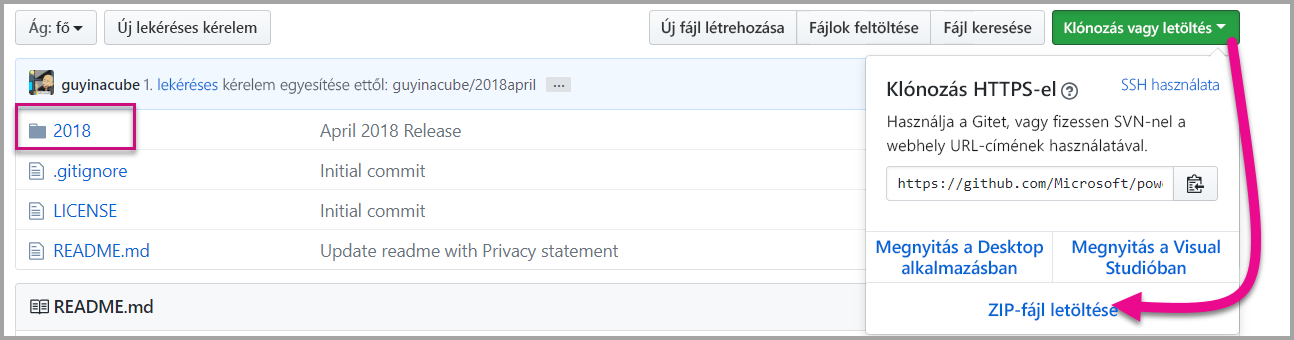 Ág: fő
Új lekéréses kérelem
Új fájl létrehozása
Fájlok feltöltése
Fájl keresése
Klónozás vagy letöltés
guyinacube 1. lekéréses kérelem egyesítése ettől: guyinacube/2018april ...
2018 April 2018 Release
.gitignore Initial commit
LICENSE Initial commit
README.md Update readme with Privacy statement
README.md
Klónozás HTTPS-el ?
SSH használata
Használja a Gitet, vagy fizessen SVN-nel a
webhely URL-címének használatával.
https://github.com/Microsoft/powe
Megnyitás a Desktop
alkalmazásban
Megnyitás a Visual
Studióban
ZIP-fájl letöltése